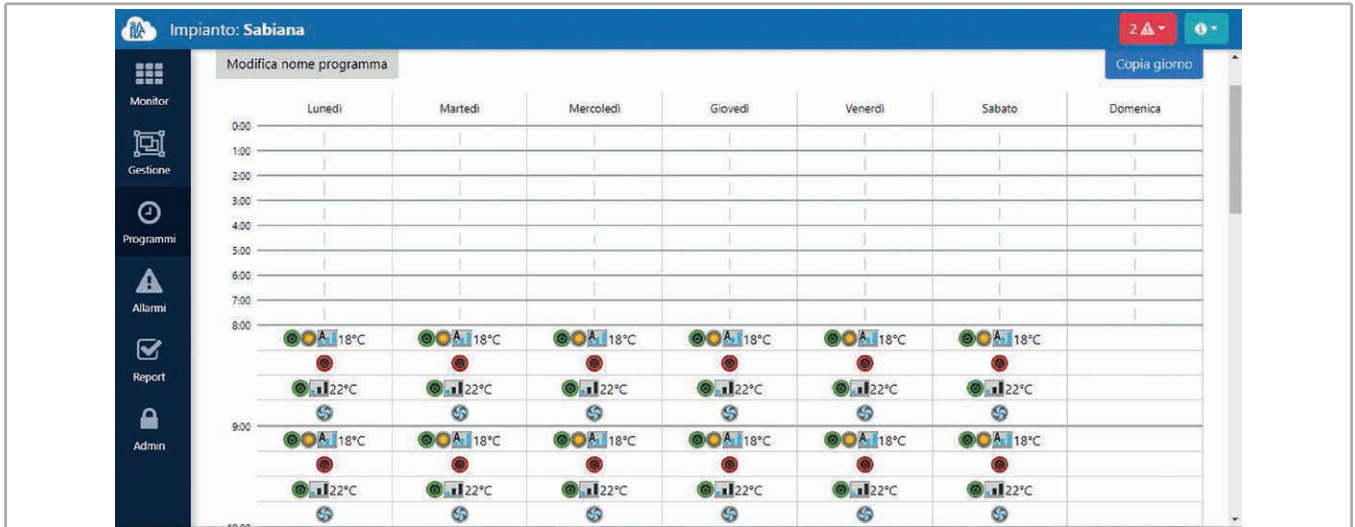 Impianto: Sabiana
2
Modifica nome programma
Copia giorno
Monitor
Gestione
Programmi
Allarmi
Report
Admin
Lunedì Martedì Mercoledì Giovedì Venerdì Sabato Domenica
0:00
1:00
2:00
3:00
4:00
5:00
6:00
7:00
8:00
A 18°C A 18°C A 18°C A 18°C A 18°C A 18°C
22°C 22°C 22°C 22°C 22°C 22°C
9:00
A 18°C A 18°C A 18°C A 18°C A 18°C A 18°C
22°C 22°C 22°C 22°C 22°C 22°C